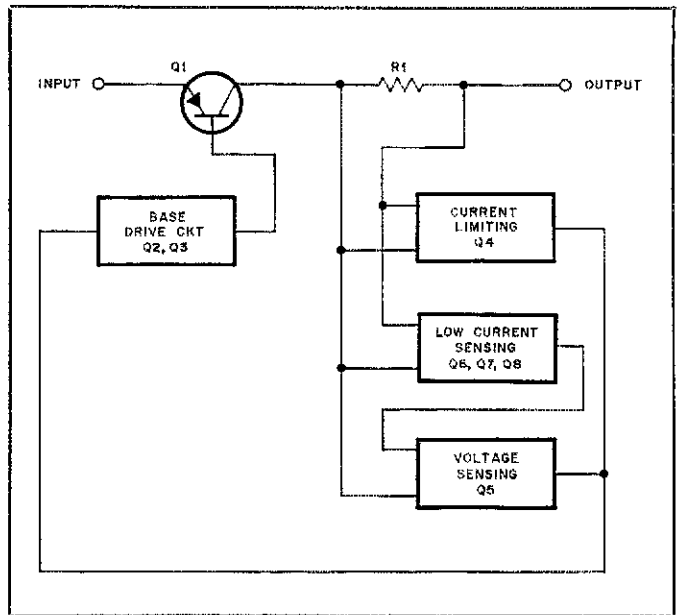 Q1
R1
INPUT
OUTPUT
BASE
DRIVE CKT
Q2, Q3
CURRENT
LIMITING
Q4
LOW CURRENT
SENSING
Q6, Q7, Q8
VOLTAGE
SENSING
Q5